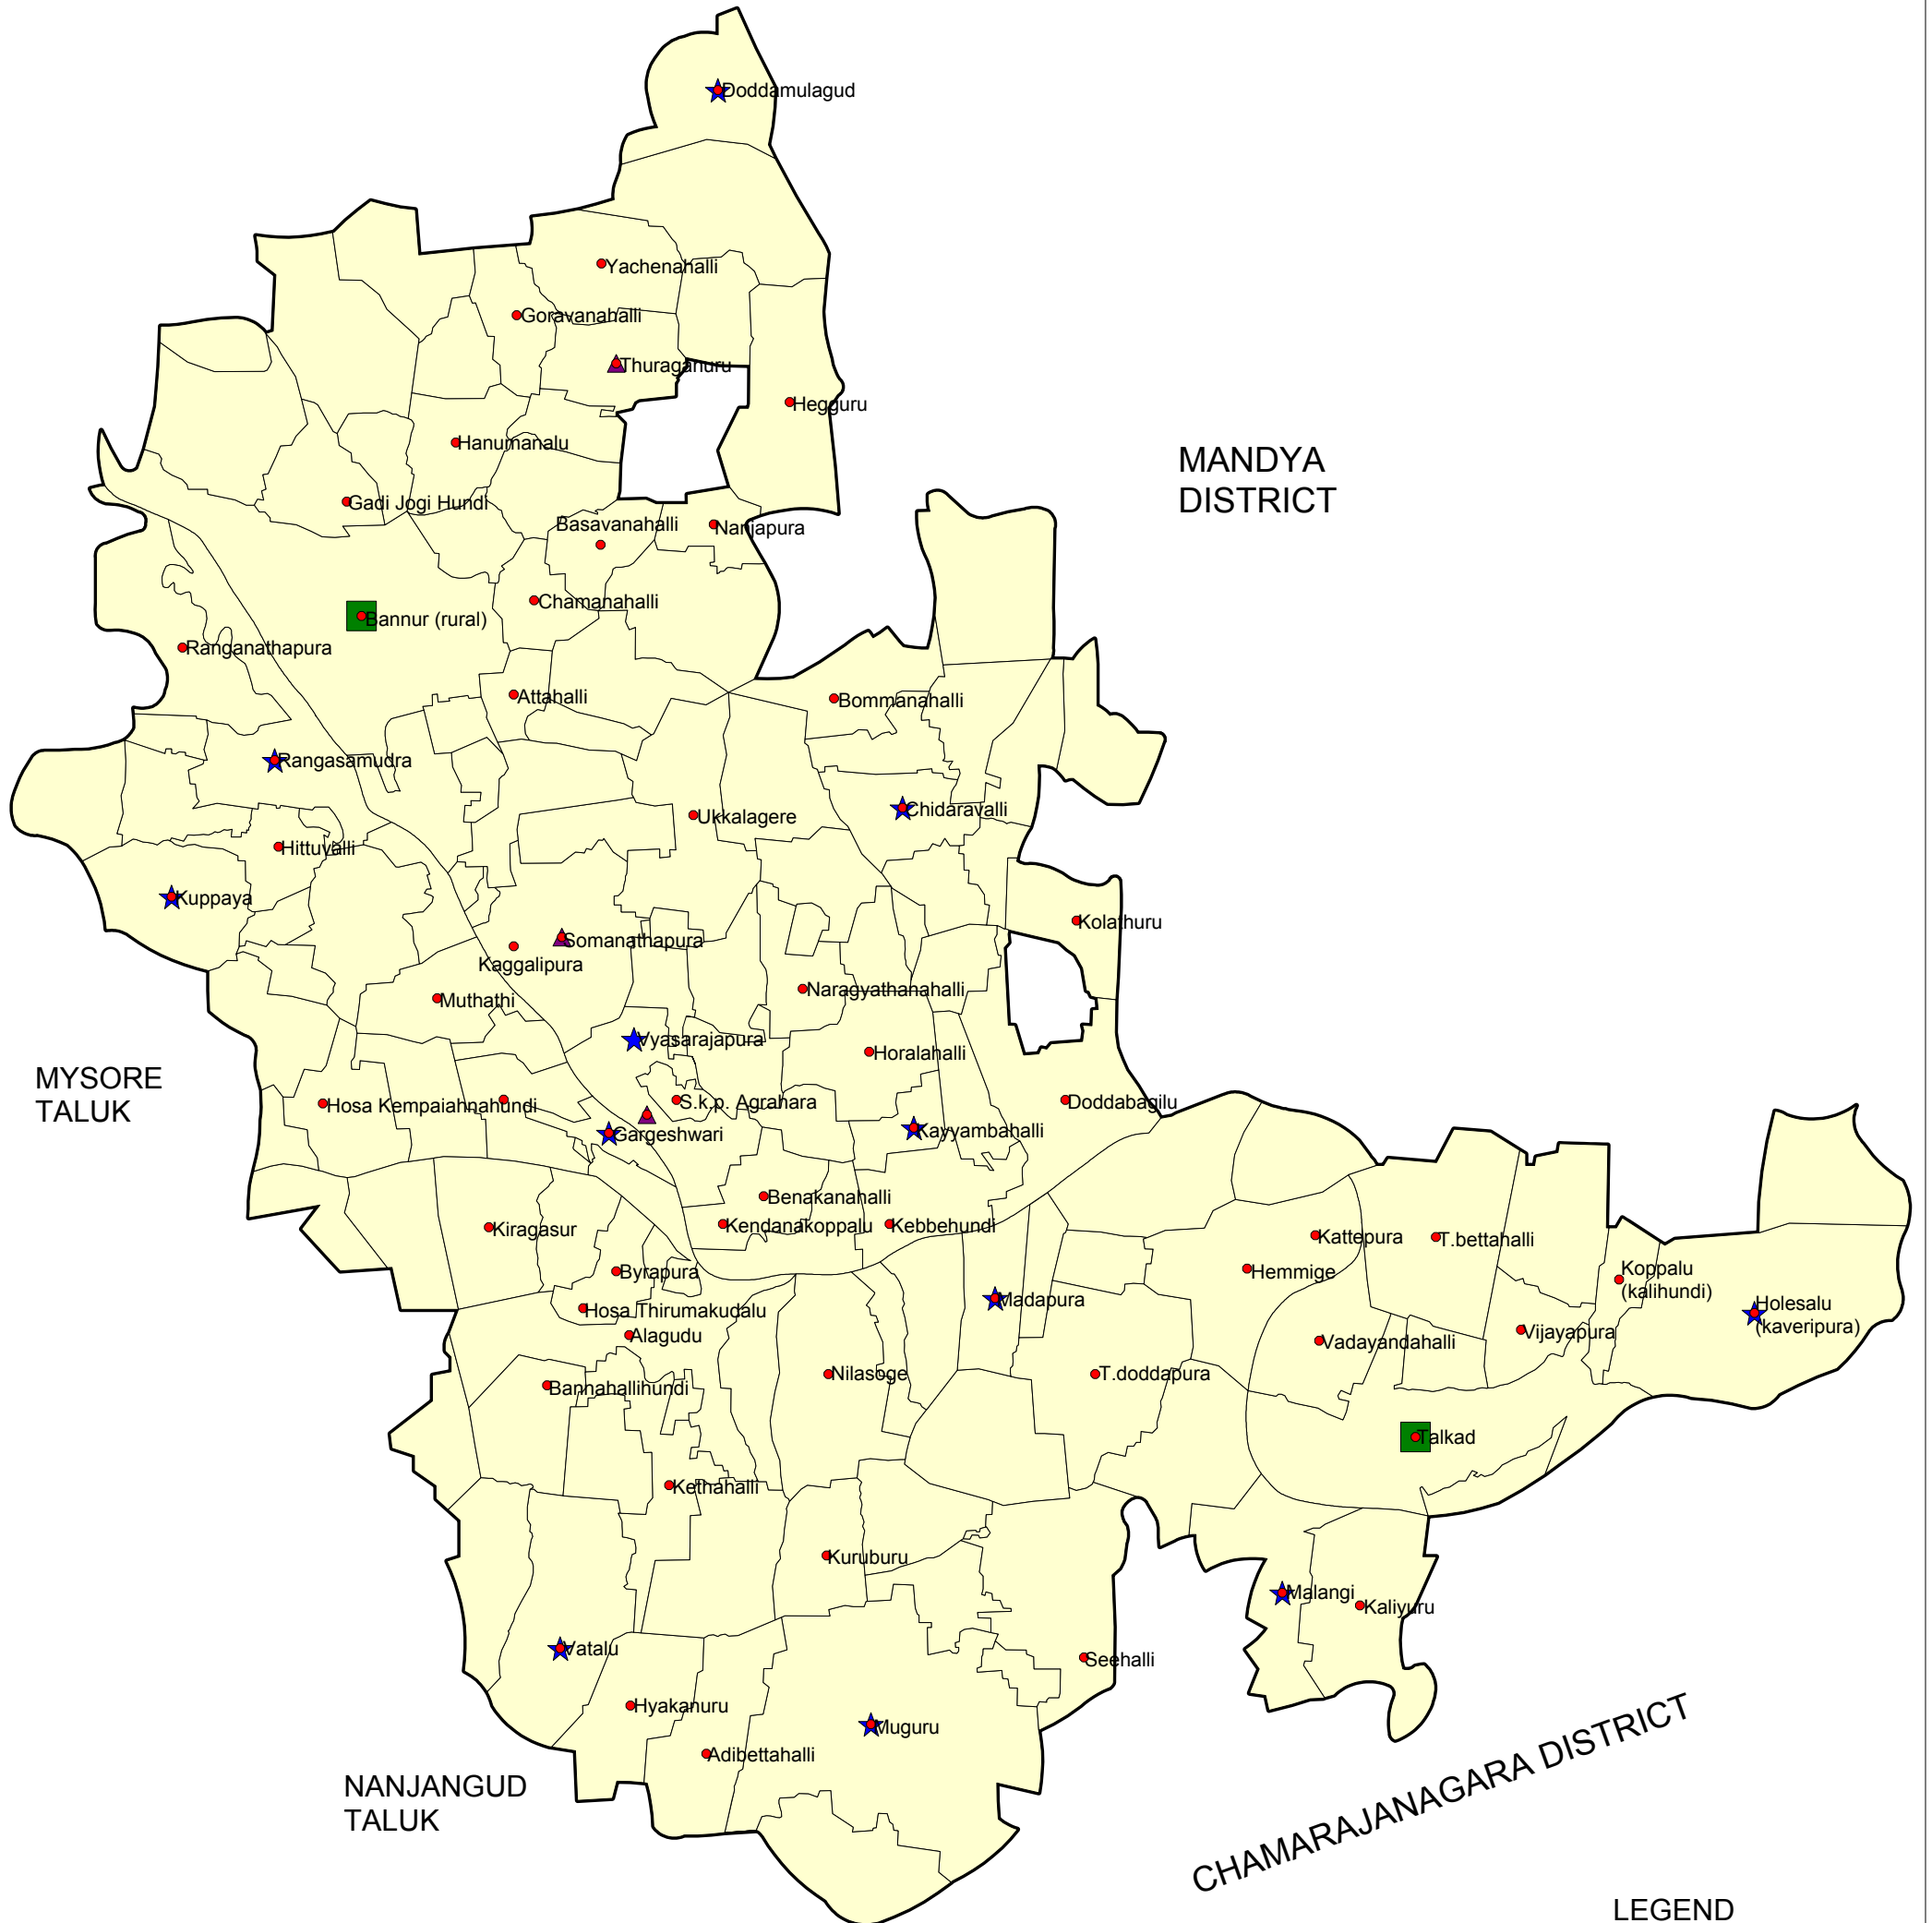 Doddamulagud
Yachenahalli
Goravanahalli
Thuraganuru
Hegguru
Hanumanalu
MANDYA
DISTRICT
Gadi Jogi Hundi
Basavanahalli
Nanjapura
Chamanahalli
Bannur (rural)
Ranganathapura
Attahalli
Bommanahalli
Rangasamudra
Chidaravalli
Ukkalagere
Hittuvalli
Kuppaya
Kolathuru
Somanathapura
Kaggalipura
Naragyathanahalli
Muthathi
Vyasarajapura
Horalahalli
MYSORE
TALUK
Hosa Kempaiahnahundi
S.k.p. Agrahara
Doddabagilu
Gargeshwari
Kayyambahalli
Benakanahalli
Kiragasur
Kendanakoppalu
Kebbehundi
Kattepura
T.bettahalli
Byrapura
Hemmige
Koppalu
(kalihundi)
Madapura
Hosa Thirumakudalu
Holesalu
(kaveripura)
Alagudu
Vadayandahalli
Vijayapura
Nilasoge
T.doddapura
Bannahallihundi
Talkad
Kethahalli
Kuruburu
Malangi
Kaliyuru
Vatalu
Seehalli
Hyakanuru
Muguru
Adibettahalli
NANJANGUD
TALUK
CHAMARAJANAGARA DISTRICT
LEGEND